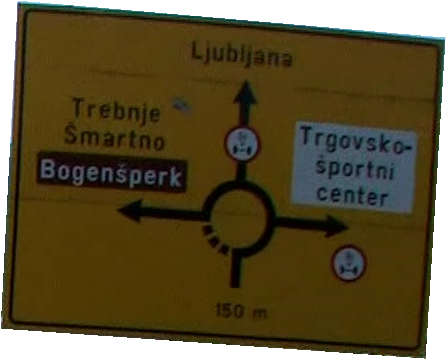 Ljubljana
Trebnje
Šmartno
Bogenšperk
Trgovsko-
športni
center
150 m